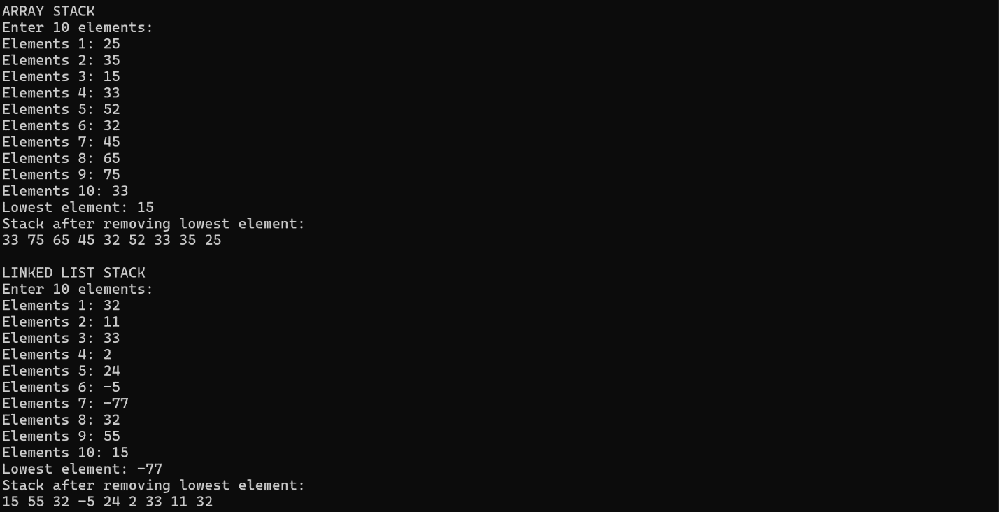 ARRAY STACK
Enter 10 elements:
Elements 1: 25
Elements 2: 35
Elements 3: 15
Elements 4: 33
Elements 5: 52
Elements 6: 32
Elements 7: 45
Elements 8: 65
Elements 9: 75
Elements 10: 33
Lowest element: 15
Stack after removing lowest element:
33 75 65 45 32 52 33 35 25

LINKED LIST STACK
Enter 10 elements:
Elements 1: 32
Elements 2: 11
Elements 3: 33
Elements 4: 2
Elements 5: 24
Elements 6: -5
Elements 7: -77
Elements 8: 32
Elements 9: 55
Elements 10: 15
Lowest element: -77
Stack after removing lowest element:
15 55 32 -5 24 2 33 11 32